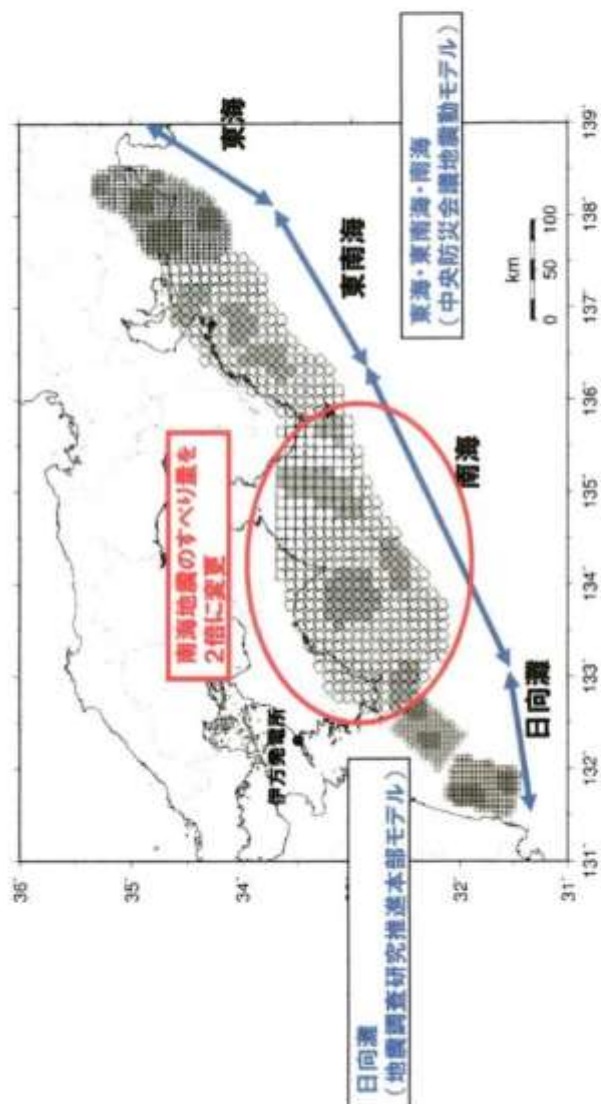 南海地震のすべり量を
2倍に変更
伊方発電所
東海
東南海
南海
日向灘
日向灘
(地震調査研究推進本部モデル)
東海・東南海・南海
(中央防災会議地震動モデル)
km
0 50 100
36°
35°
34°
32°
31°
131° 132° 133° 134° 135° 136° 137° 138° 139°